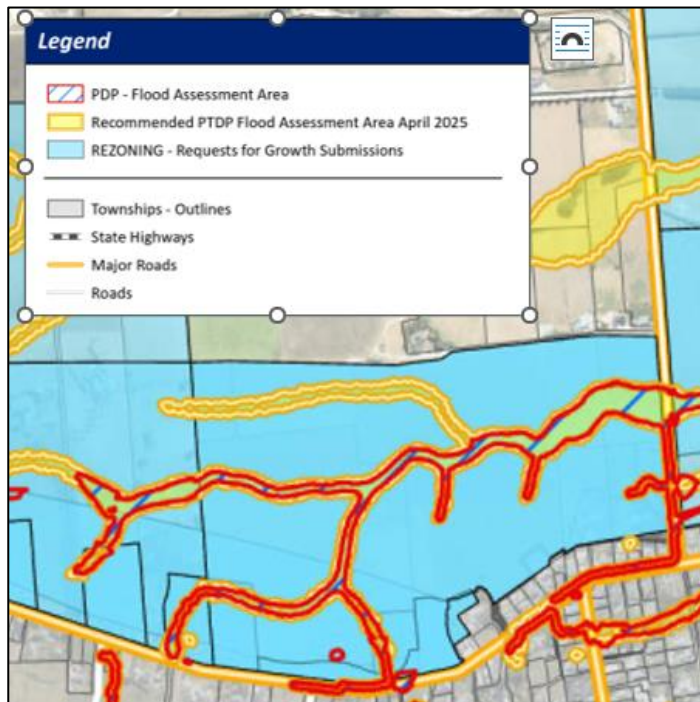 Legend
PDP - Flood Assessment Area
Recommended PTDP Flood Assessment Area April 2025
REZONING - Requests for Growth Submissions
Townships - Outlines
State Highways
Major Roads
Roads